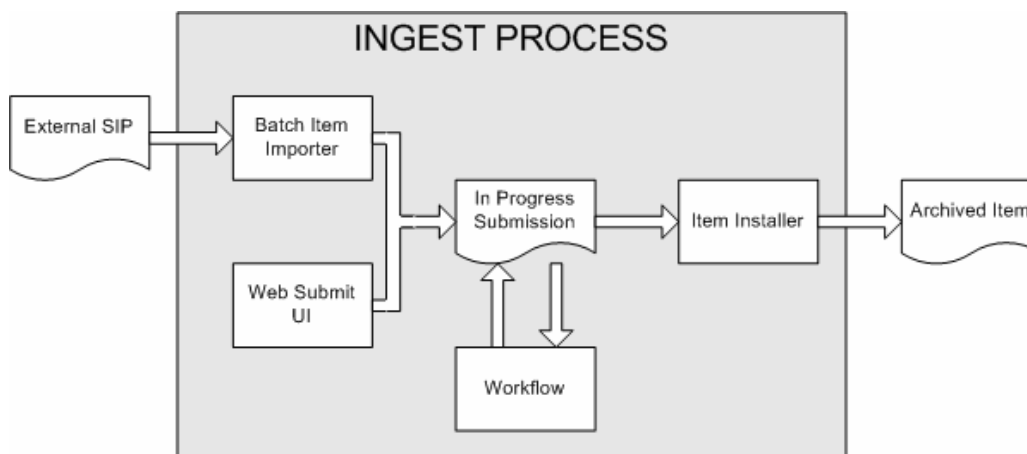 INGEST PROCESS
External SIP
Batch Item
Importer
In Progress
Submission
Item Installer
Archived Item
Web Submit
UI
Workflow